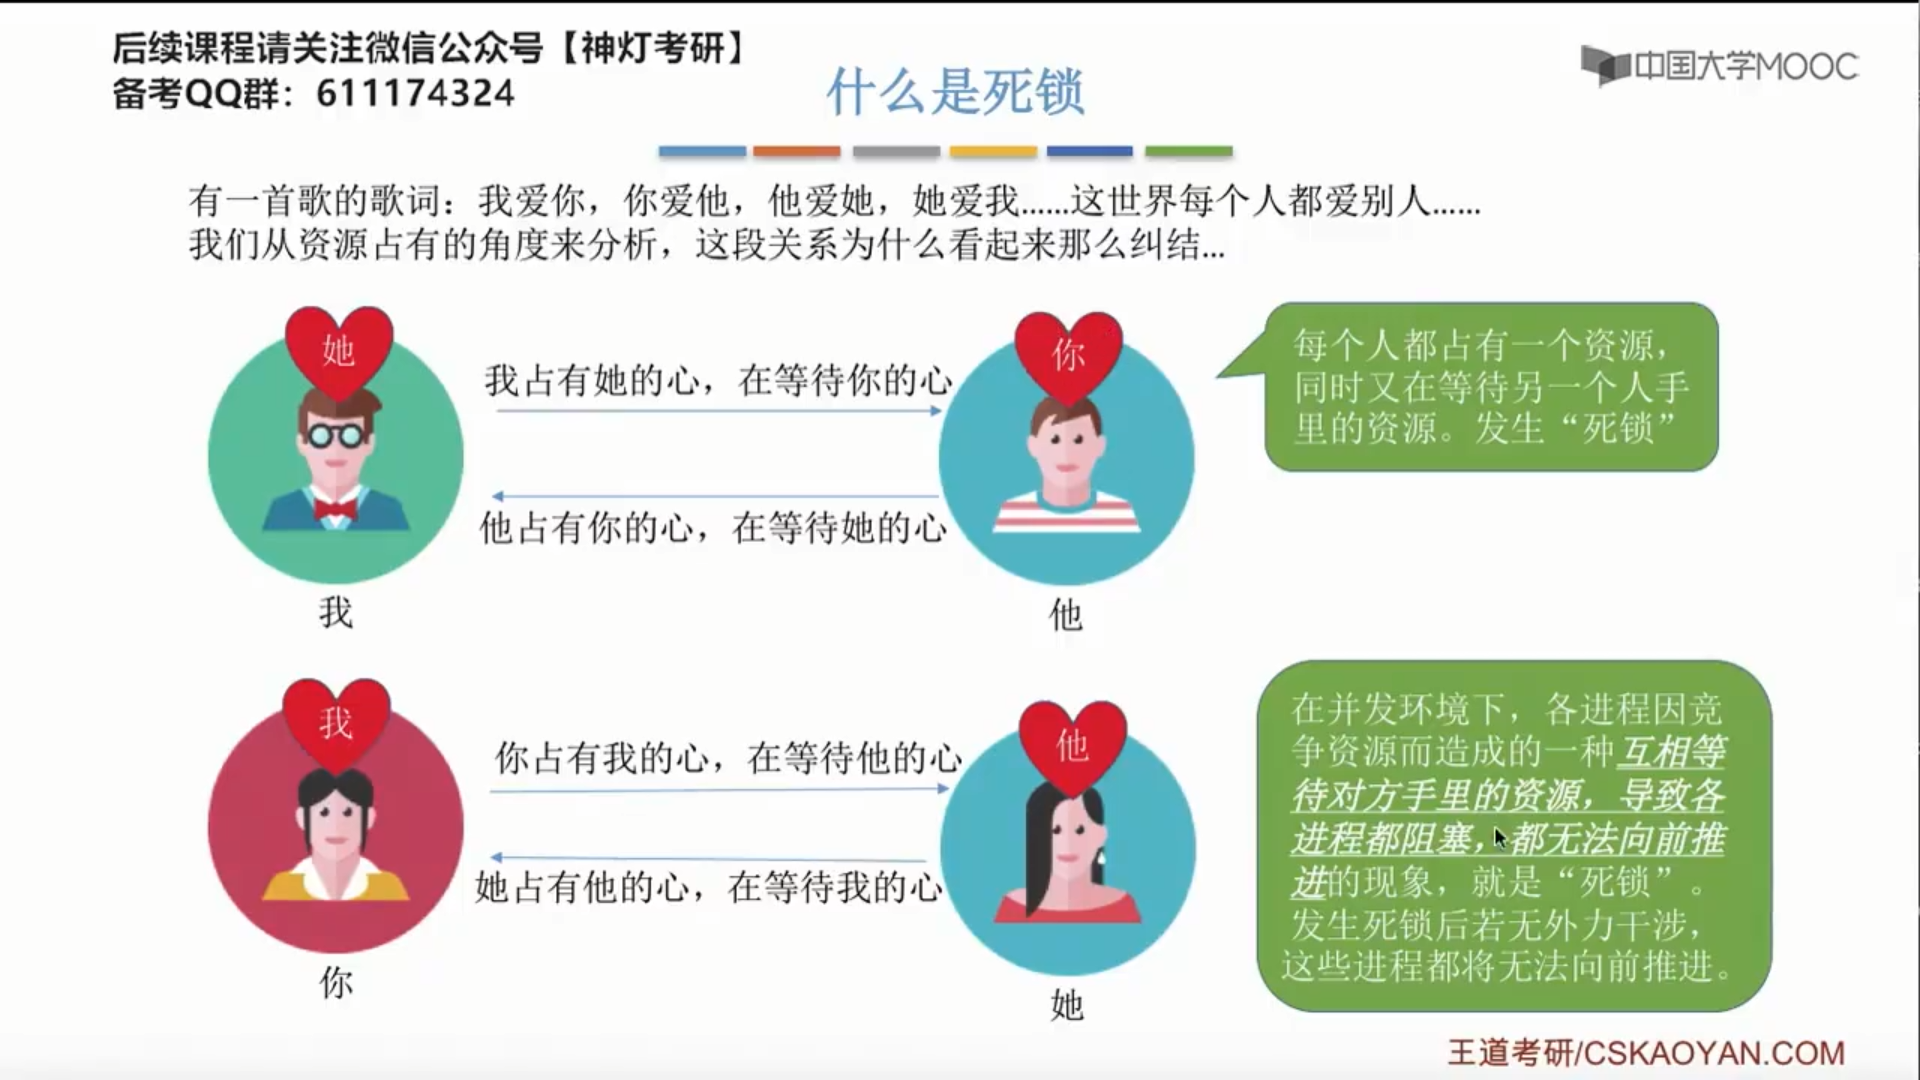 后续课程请关注微信公众号【神灯考研】
备考QQ群：611174324
中国大学MOOC
什么是死锁
有一首歌的歌词：我爱你，你爱他，他爱她，她爱我……这世界每个人都爱别人……
我们从资源占有的角度来分析，这段关系为什么看起来那么纠结…
她
我占有她的心，在等待你的心
他占有你的心，在等待她的心
我
你
他
每个人都占有一个资源，
同时又在等待另一个人手
里的资源。发生“死锁”
我
你占有我的心，在等待他的心
她占有他的心，在等待我的心
你
他
她
在并发环境下，各进程因竞
争资源而造成的一种互相等
待对方手里的资源，导致各
进程都阻塞，都无法向前推
进的现象，就是“死锁”。
发生死锁后若无外力干涉，
这些进程都将无法向前推进。
王道考研/CSKAOYAN.COM